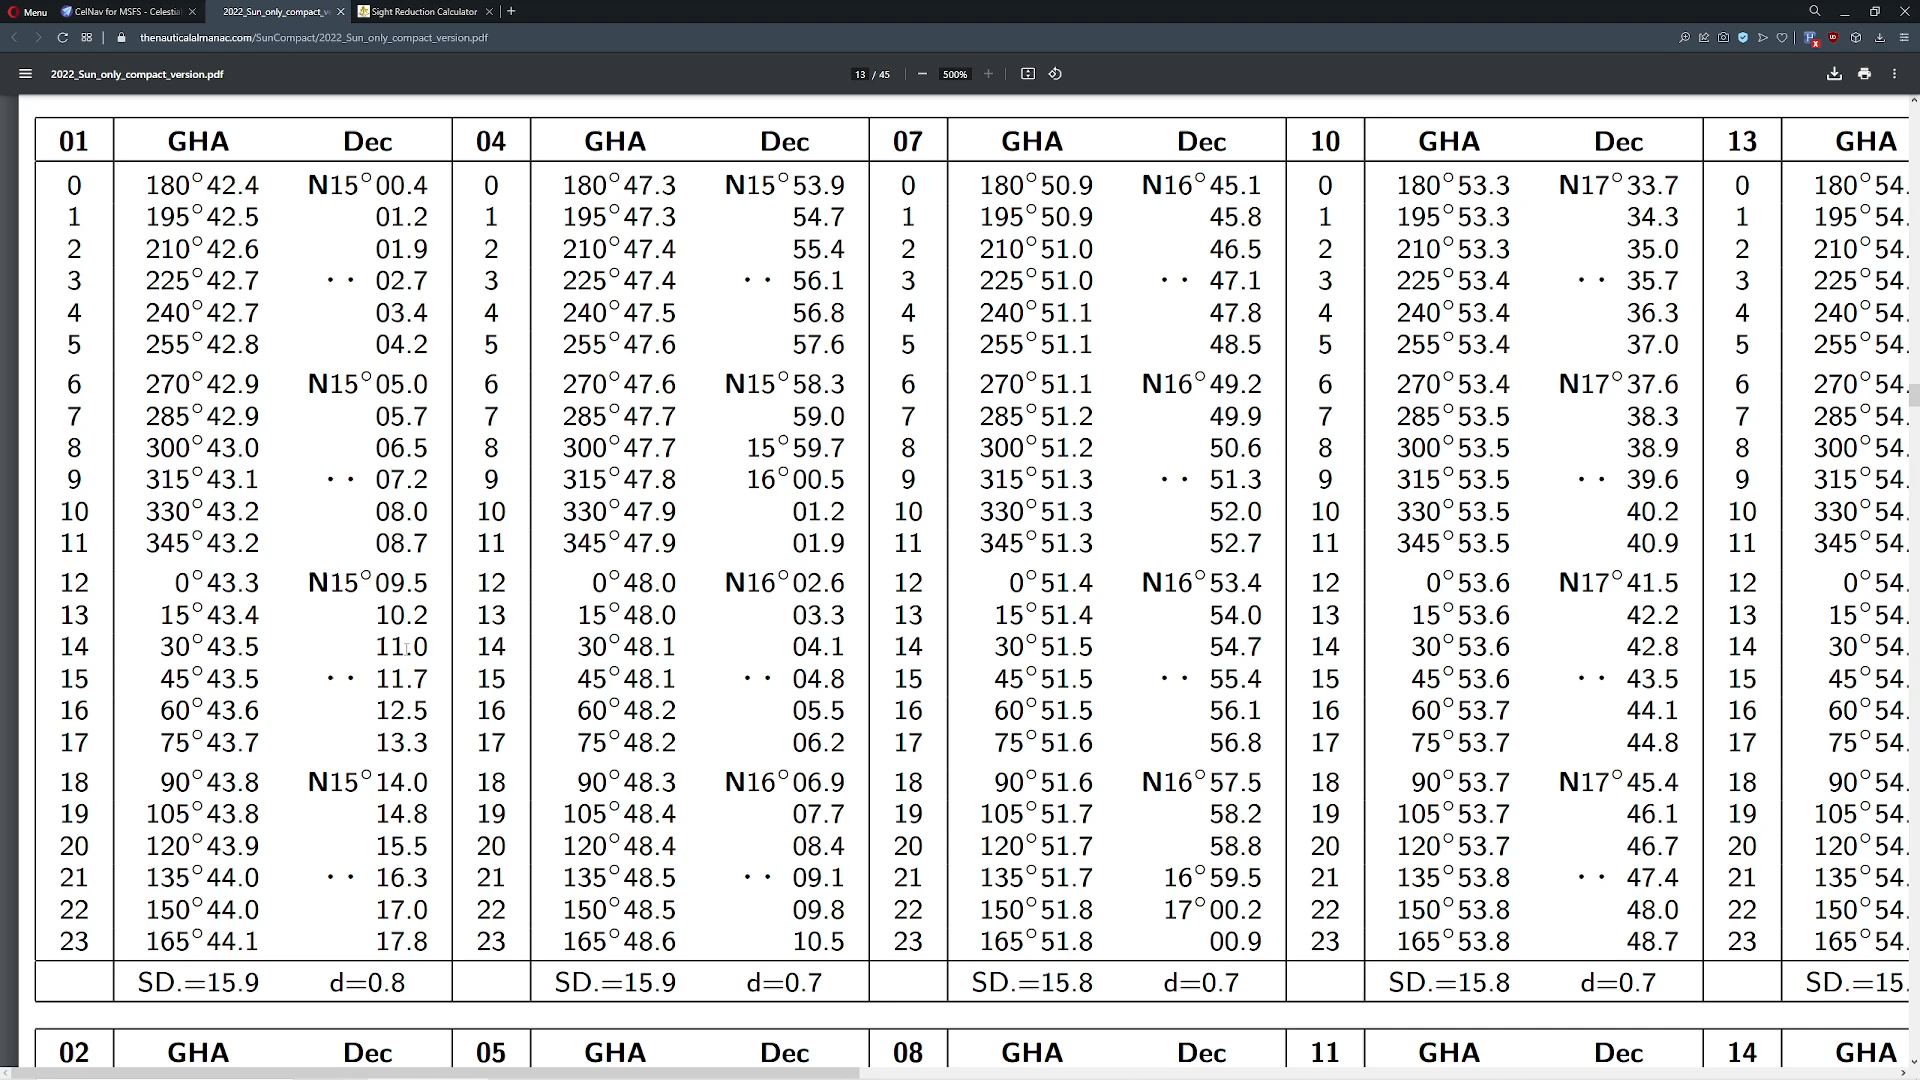 Menu CelNav for MSFS - Celestial 2022_Sun_only_compact_v Sight Reduction Calculator
thenauticalalmanac.com/SunCompact/2022_Sun_only_compact_version.pdf
2022_Sun_only_compact_version.pdf 13 / 45 500%
01 GHA Dec 04 GHA Dec 07 GHA Dec 10 GHA Dec 13 GHA
0 180°42.4 N15°00.4 0 180°47.3 N15°53.9 0 180°50.9 N16°45.1 0 180°53.3 N17°33.7 0 180°54.
1 195°42.5 01.2 1 195°47.3 54.7 1 195°50.9 45.8 1 195°53.3 34.3 1 195°54.
2 210°42.6 01.9 2 210°47.4 55.4 2 210°51.0 46.5 2 210°53.3 35.0 2 210°54.
3 225°42.7 ·· 02.7 3 225°47.4 ·· 56.1 3 225°51.0 ·· 47.1 3 225°53.4 ·· 35.7 3 225°54.
4 240°42.7 03.4 4 240°47.5 56.8 4 240°51.1 47.8 4 240°53.4 36.3 4 240°54.
5 255°42.8 04.2 5 255°47.6 57.6 5 255°51.1 48.5 5 255°53.4 37.0 5 255°54.
6 270°42.9 N15°05.0 6 270°47.6 N15°58.3 6 270°51.1 N16°49.2 6 270°53.4 N17°37.6 6 270°54.
7 285°42.9 05.7 7 285°47.7 59.0 7 285°51.2 49.9 7 285°53.5 38.3 7 285°54.
8 300°43.0 06.5 8 300°47.7 15°59.7 8 300°51.2 50.6 8 300°53.5 38.9 8 300°54.
9 315°43.1 ·· 07.2 9 315°47.8 16°00.5 9 315°51.3 ·· 51.3 9 315°53.5 ·· 39.6 9 315°54.
10 330°43.2 08.0 10 330°47.9 01.2 10 330°51.3 52.0 10 330°53.5 40.2 10 330°54.
11 345°43.2 08.7 11 345°47.9 01.9 11 345°51.3 52.7 11 345°53.5 40.9 11 345°54.
12 0°43.3 N15°09.5 12 0°48.0 N16°02.6 12 0°51.4 N16°53.4 12 0°53.6 N17°41.5 12 0°54.
13 15°43.4 10.2 13 15°48.0 03.3 13 15°51.4 54.0 13 15°53.6 42.2 13 15°54.
14 30°43.5 11.0 14 30°48.1 04.1 14 30°51.5 54.7 14 30°53.6 42.8 14 30°54.
15 45°43.5 ·· 11.7 15 45°48.1 ·· 04.8 15 45°51.5 ·· 55.4 15 45°53.6 ·· 43.5 15 45°54.
16 60°43.6 12.5 16 60°48.2 05.5 16 60°51.5 56.1 16 60°53.7 44.1 16 60°54.
17 75°43.7 13.3 17 75°48.2 06.2 17 75°51.6 56.8 17 75°53.7 44.8 17 75°54.
18 90°43.8 N15°14.0 18 90°48.3 N16°06.9 18 90°51.6 N16°57.5 18 90°53.7 N17°45.4 18 90°54.
19 105°43.8 14.8 19 105°48.4 07.7 19 105°51.7 58.2 19 105°53.7 46.1 19 105°54.
20 120°43.9 15.5 20 120°48.4 08.4 20 120°51.7 58.8 20 120°53.7 46.7 20 120°54.
21 135°44.0 ·· 16.3 21 135°48.5 ·· 09.1 21 135°51.7 16°59.5 21 135°53.8 ·· 47.4 21 135°54.
22 150°44.0 17.0 22 150°48.5 09.8 22 150°51.8 17°00.2 22 150°53.8 48.0 22 150°54.
23 165°44.1 17.8 23 165°48.6 10.5 23 165°51.8 00.9 23 165°53.8 48.7 23 165°54.
SD.=15.9 d=0.8 SD.=15.9 d=0.7 SD.=15.8 d=0.7 SD.=15.8 d=0.7 SD.=15.
02 GHA Dec 05 GHA Dec 08 GHA Dec 11 GHA Dec 14 GHA